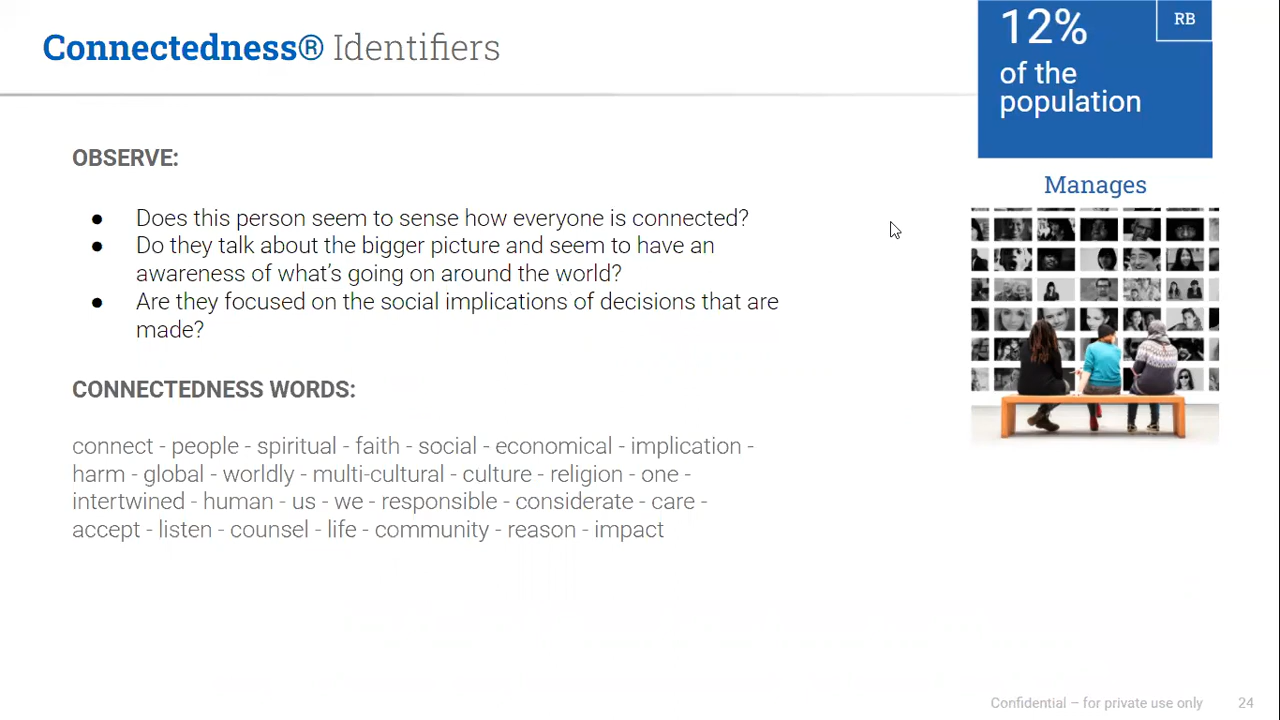 Connectedness® Identifiers
12%
of the
population
RB
OBSERVE:
● Does this person seem to sense how everyone is connected?
● Do they talk about the bigger picture and seem to have an
awareness of what’s going on around the world?
● Are they focused on the social implications of decisions that are
made?
Manages
CONNECTEDNESS WORDS:
connect - people - spiritual - faith - social - economical - implication -
harm - global - worldly - multi-cultural - culture - religion - one -
intertwined - human - us - we - responsible - considerate - care -
accept - listen - counsel - life - community - reason - impact
Confidential – for private use only
24